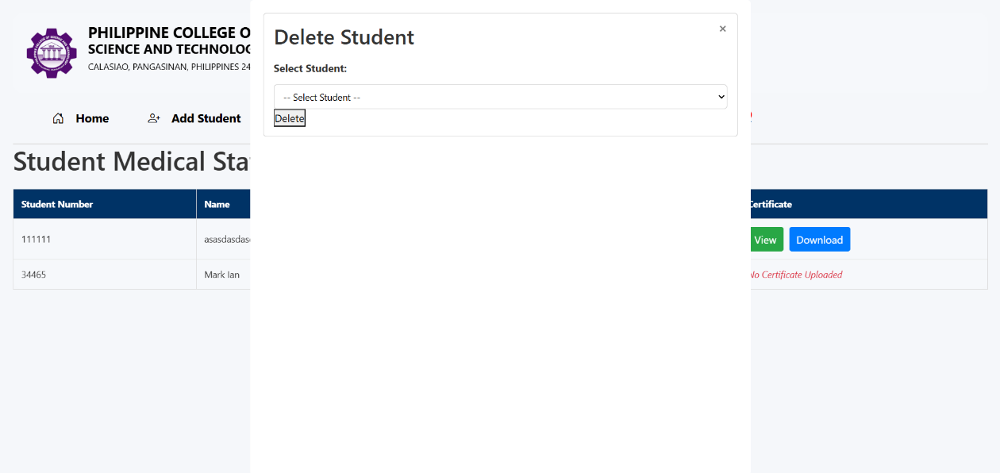 PHILIPPINE COLLEGE O
SCIENCE AND TECHNOLOG
CALASIAO, PANGASINAN, PHILIPPINES 24
Delete Student
×
Select Student:
-- Select Student --
Delete
Home
Add Student
Student Medical Sta
Student Number
Name
Certificate
111111
asasdasdas
View
Download
34465
Mark Ian
No Certificate Uploaded